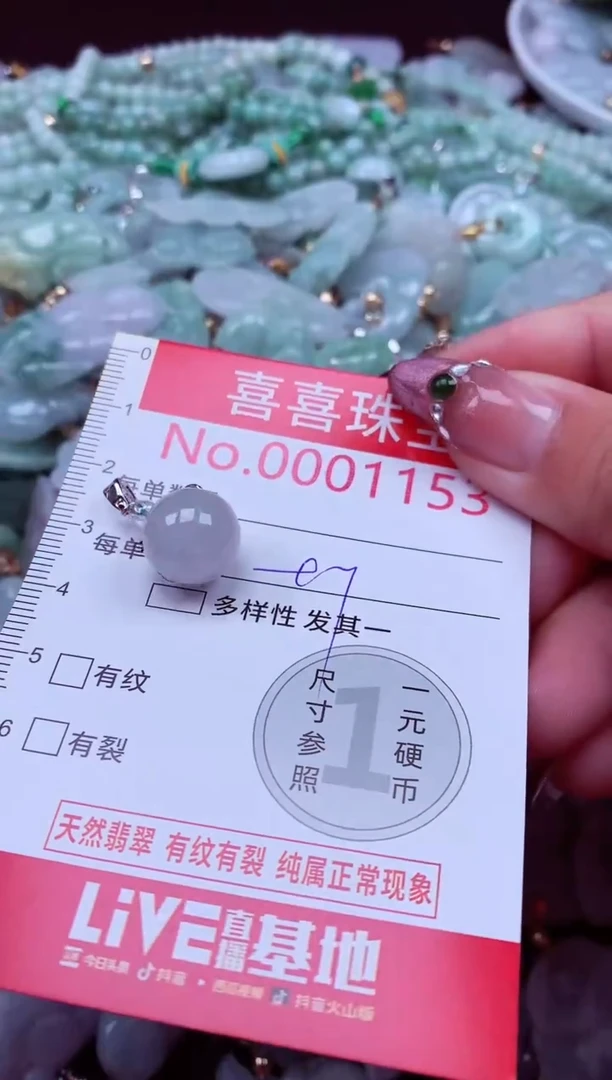 0
喜喜珠宝
1
No.0001153
2
每单
3
每单
4
多样性 发其一
5
有纹
尺寸参照
一元硬币
1
6
有裂
天然翡翠 有纹有裂 纯属正常现象
LiVE直播基地
今日头条 抖音 西瓜视频 抖音火山版